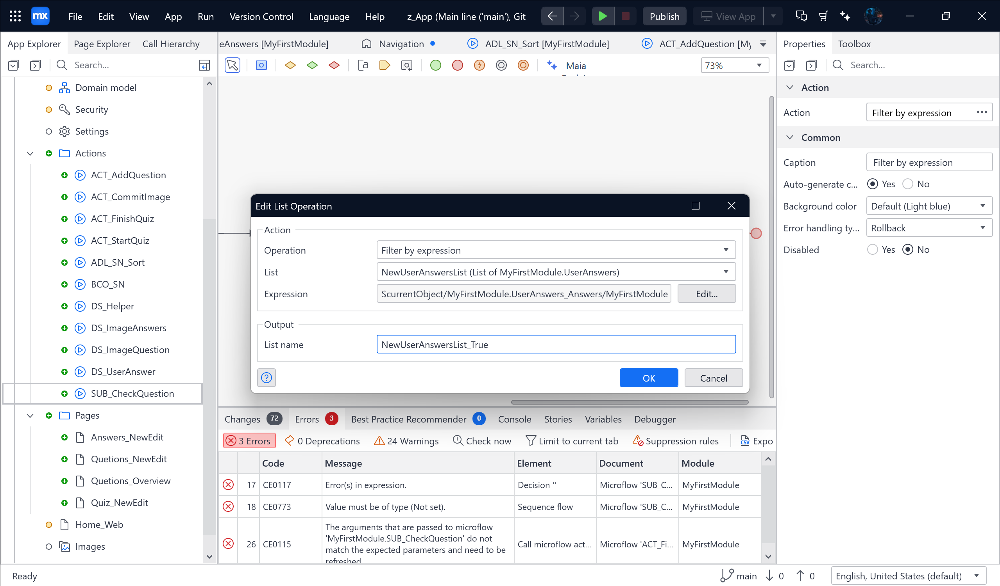 mx File Edit View App Run Version Control Language Help z_App (Main line ('main'), Git Publish View App
App Explorer Page Explorer Call Hierarchy
eAnswers [MyFirstModule] Navigation ADL_SN_Sort [MyFirstModule] ACT_AddQuestion [My
Properties Toolbox
Search...
Maia
73%
Search...
Domain model
Security
Settings
Actions
ACT_AddQuestion
ACT_CommitImage
ACT_FinishQuiz
ACT_StartQuiz
ADL_SN_Sort
BCO_SN
DS_Helper
DS_ImageAnswers
DS_ImageQuestion
DS_UserAnswer
SUB_CheckQuestion
Pages
Answers_NewEdit
Quetions_NewEdit
Quetions_Overview
Quiz_NewEdit
Home_Web
Images
Edit List Operation
Action
Operation Filter by expression
List NewUserAnswersList (List of MyFirstModule.UserAnswers)
Expression $currentObject/MyFirstModule.UserAnswers_Answers/MyFirstModule Edit...
Output
List name NewUserAnswersList_True
? OK Cancel
Action
Action Filter by expression ...
Common
Caption Filter by expression
Auto-generate c... Yes No
Background color Default (Light blue)
Error handling ty... Rollback
Disabled Yes No
Changes 72 Errors 3 Best Practice Recommender 0 Console Stories Variables Debugger
3 Errors 0 Deprecations 24 Warnings Check now Limit to current tab Suppression rules CSV Expor
Code Message Element Document Module
17 CE0117 Error(s) in expression. Decision '' Microflow 'SUB_C... MyFirstModule
18 CE0773 Value must be of type (Not set). Sequence flow Microflow 'SUB_C... MyFirstModule
26 CE0115 The arguments that are passed to microflow
'MyFirstModule.SUB_CheckQuestion' do not
match the expected parameters and need to be
refreshed
Call microflow act... Microflow 'ACT_Fi... MyFirstModule
Ready main 0 0 English, United States (default)